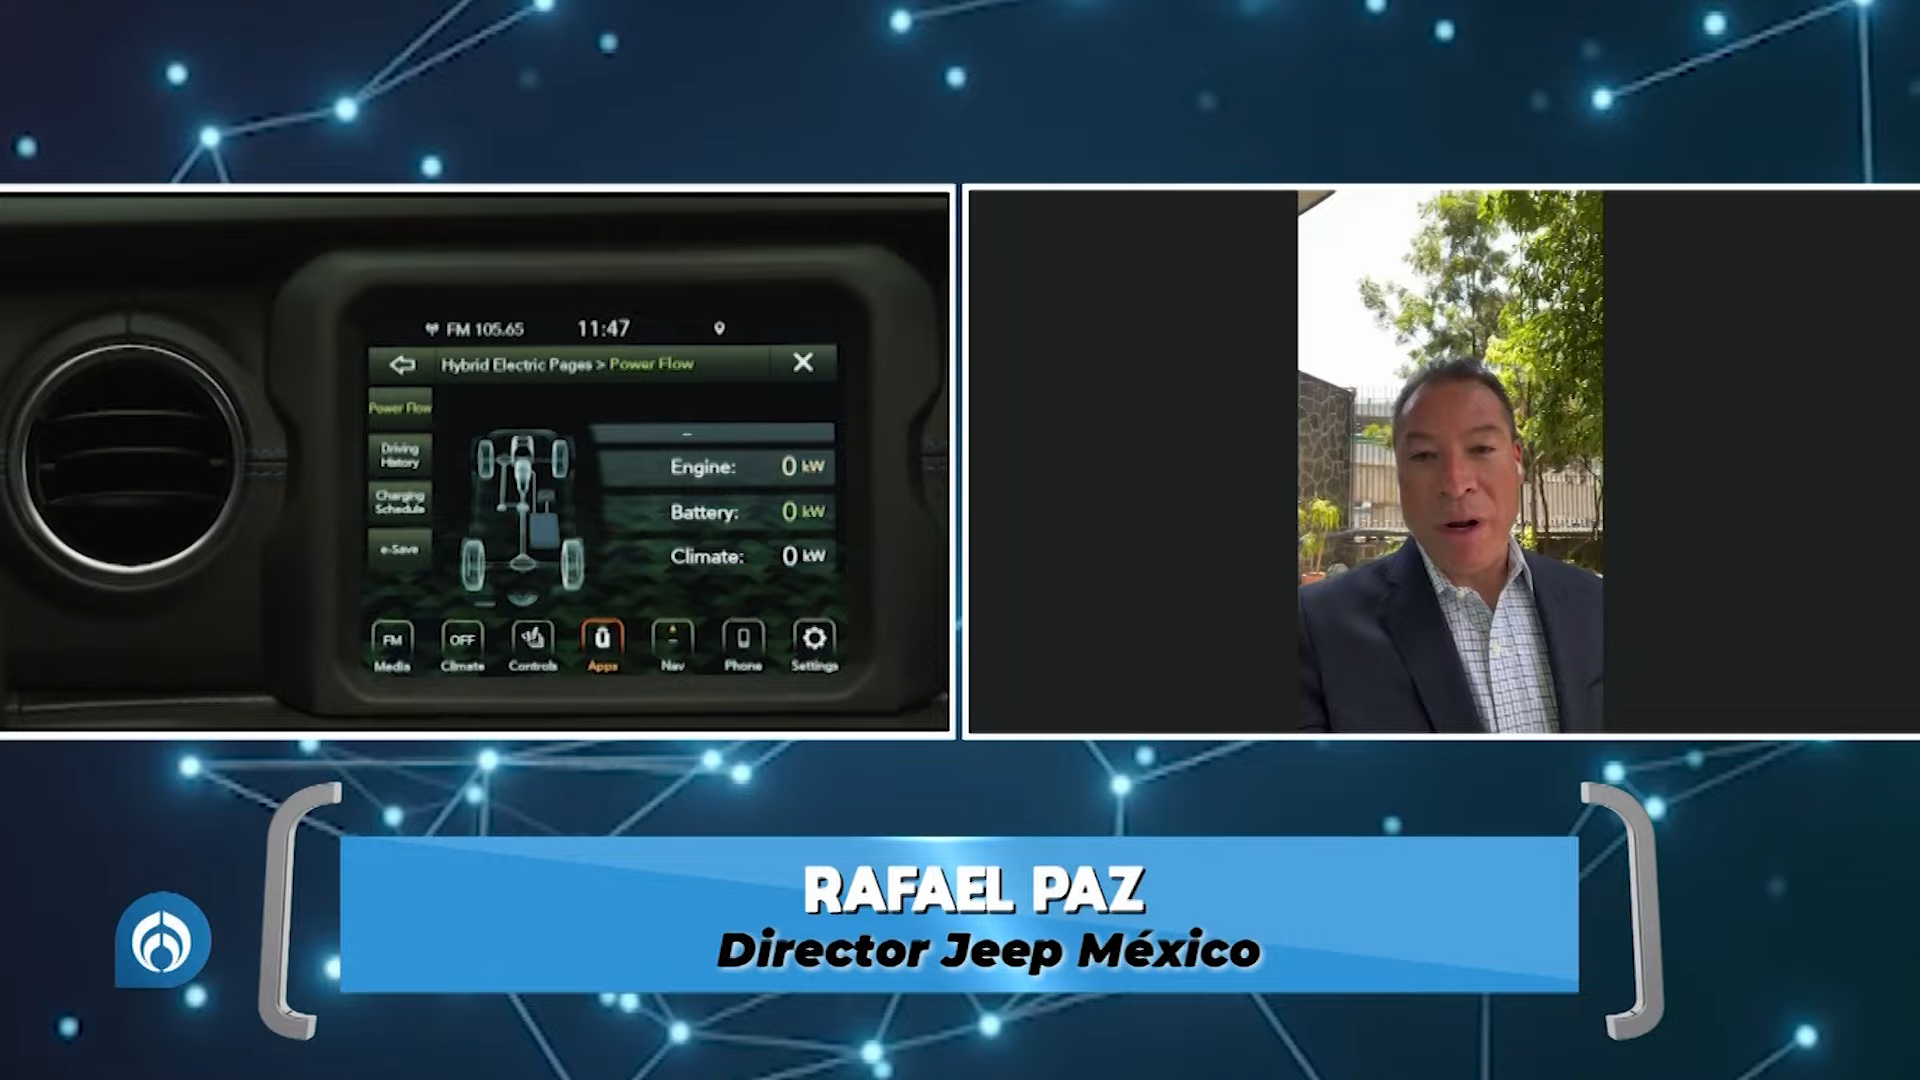 FM 105.65 11:47
Hybrid Electric Pages > Power Flow
Power Flow
Driving
History
Charging
Schedule
e-Save
Engine: 0 kW
Battery: 0 kW
Climate: 0 kW
FM OFF
Media Climate Controls Apps Nav Phone Settings
RAFAEL PAZ
Director Jeep México